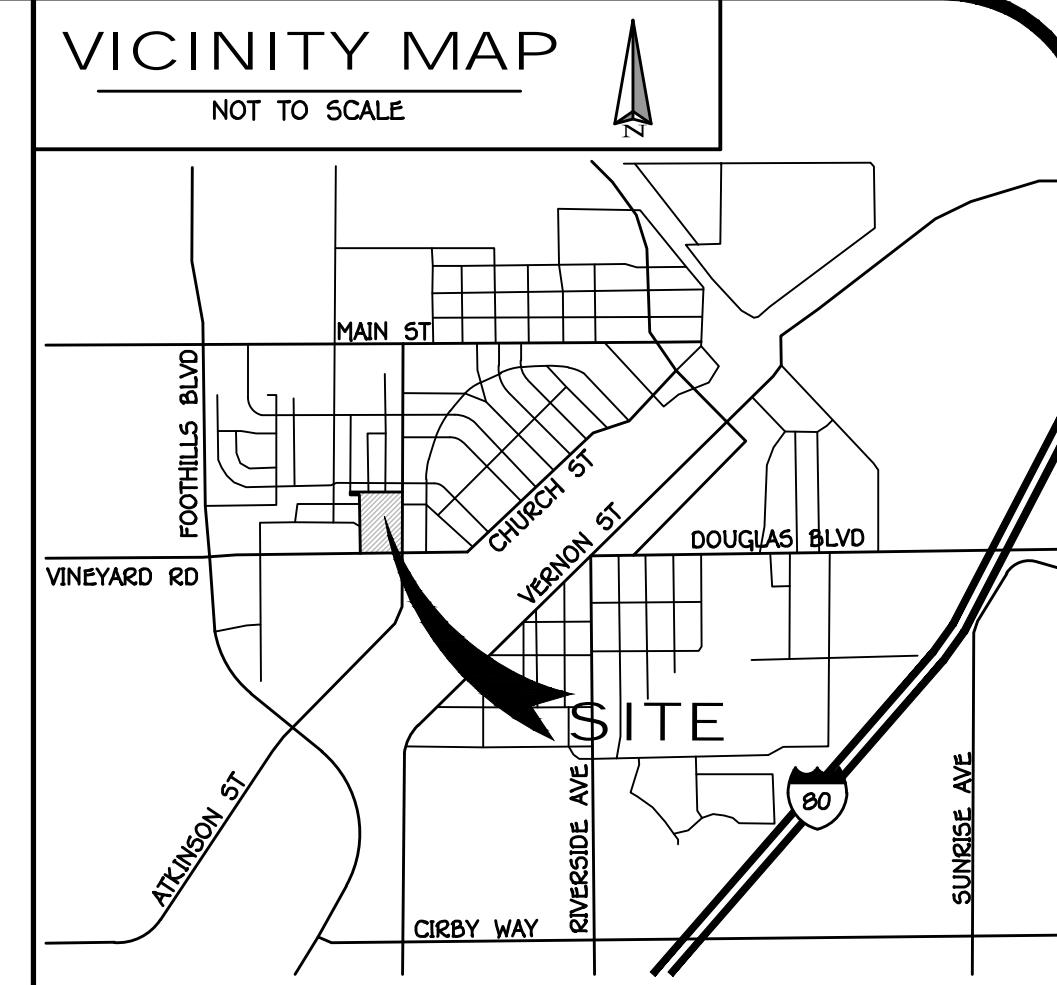 VICINITY MAP
NOT TO SCALE
N
MAIN ST
FOOTHILLS BLVD
CHURCH ST
VERNON ST
DOUGLAS BLVD
VINEYARD RD
SITE
ATKINSON ST
RIVERSIDE AVE
80
SUNRISE AVE
CIRBY WAY